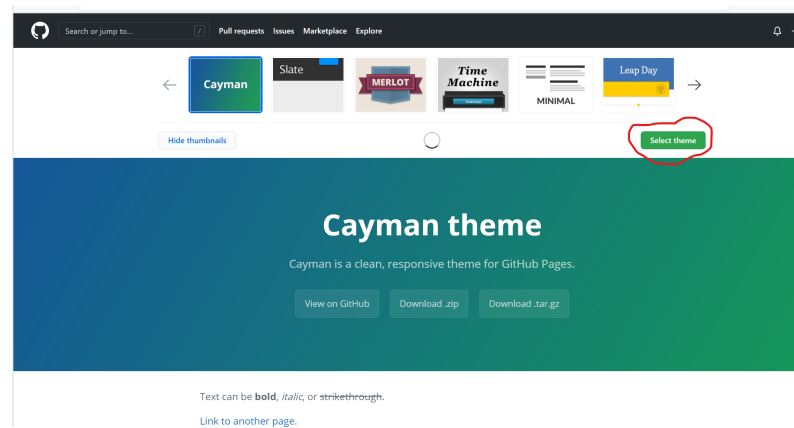 Search or jump to... / Pull requests Issues Marketplace Explore
Cayman Slate MERLOT Time Machine MINIMAL Leap Day
Hide thumbnails Select theme
Cayman theme
Cayman is a clean, responsive theme for GitHub Pages.
View on GitHub Download .zip Download .tar.gz
Text can be bold, italic, or strikethrough.
Link to another page.